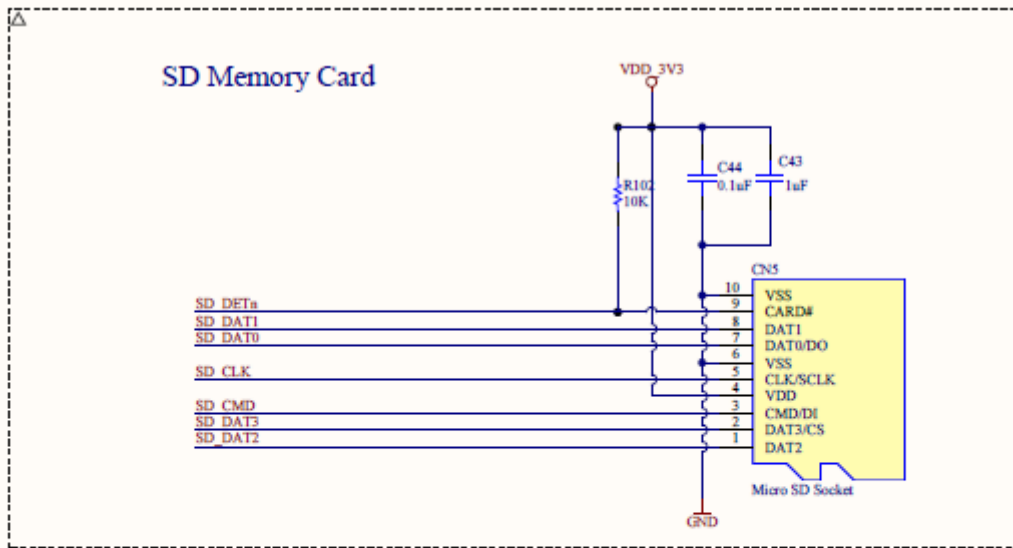 SD Memory Card
VDD_3V3
C44
0.1uF
C43
1uF
R102
10K
CN5
10 VSS
SD_DETn 9 CARD#
SD_DAT1 8 DAT1
SD_DAT0 7 DAT0/DO
6 VSS
SD_CLK 5 CLK/SCLK
4 VDD
SD_CMD 3 CMD/DI
SD_DAT3 2 DAT3/CS
SD_DAT2 1 DAT2
Micro SD Socket
GND